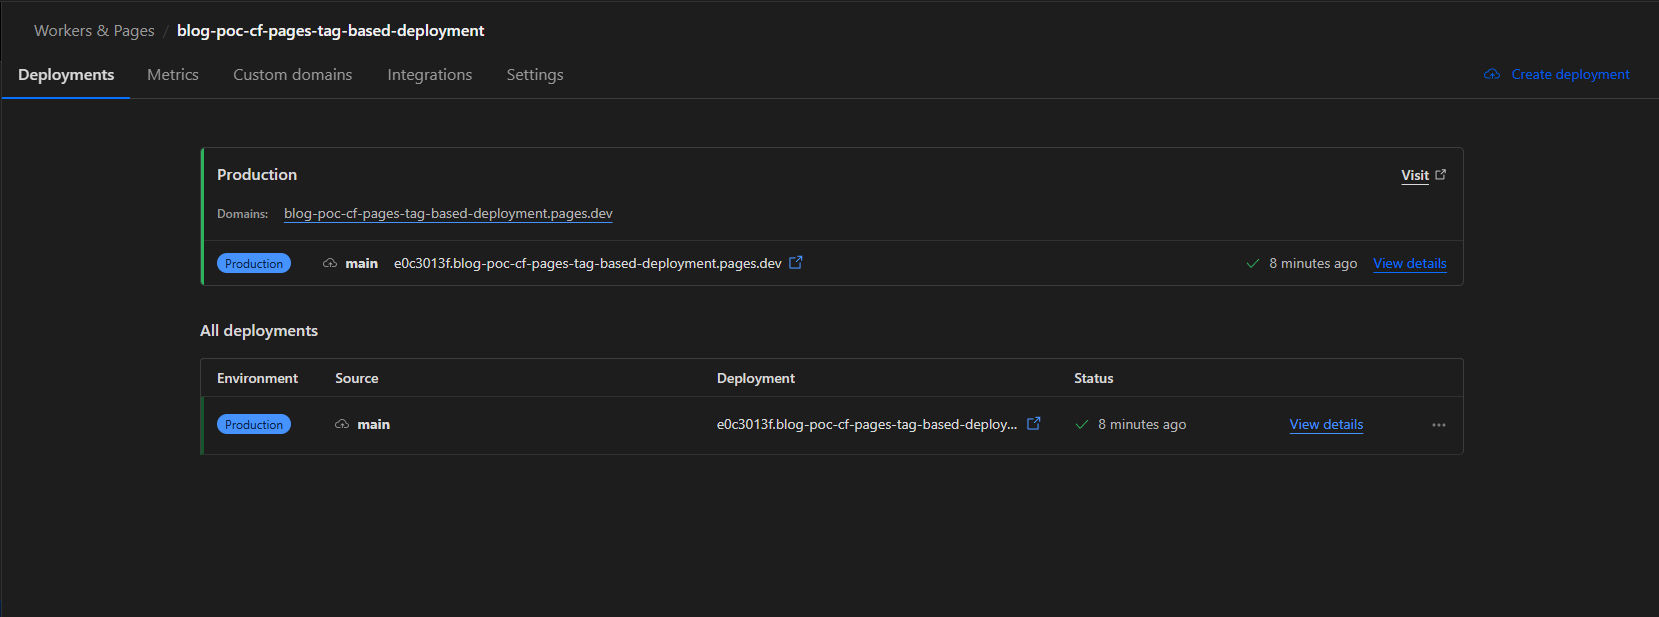 Workers & Pages / blog-poc-cf-pages-tag-based-deployment
Deployments Metrics Custom domains Integrations Settings Create deployment
Production Visit
Domains: blog-poc-cf-pages-tag-based-deployment.pages.dev
Production main e0c3013f.blog-poc-cf-pages-tag-based-deployment.pages.dev 8 minutes ago View details
All deployments
Environment Source Deployment Status
Production main e0c3013f.blog-poc-cf-pages-tag-based-deploy... 8 minutes ago View details ...